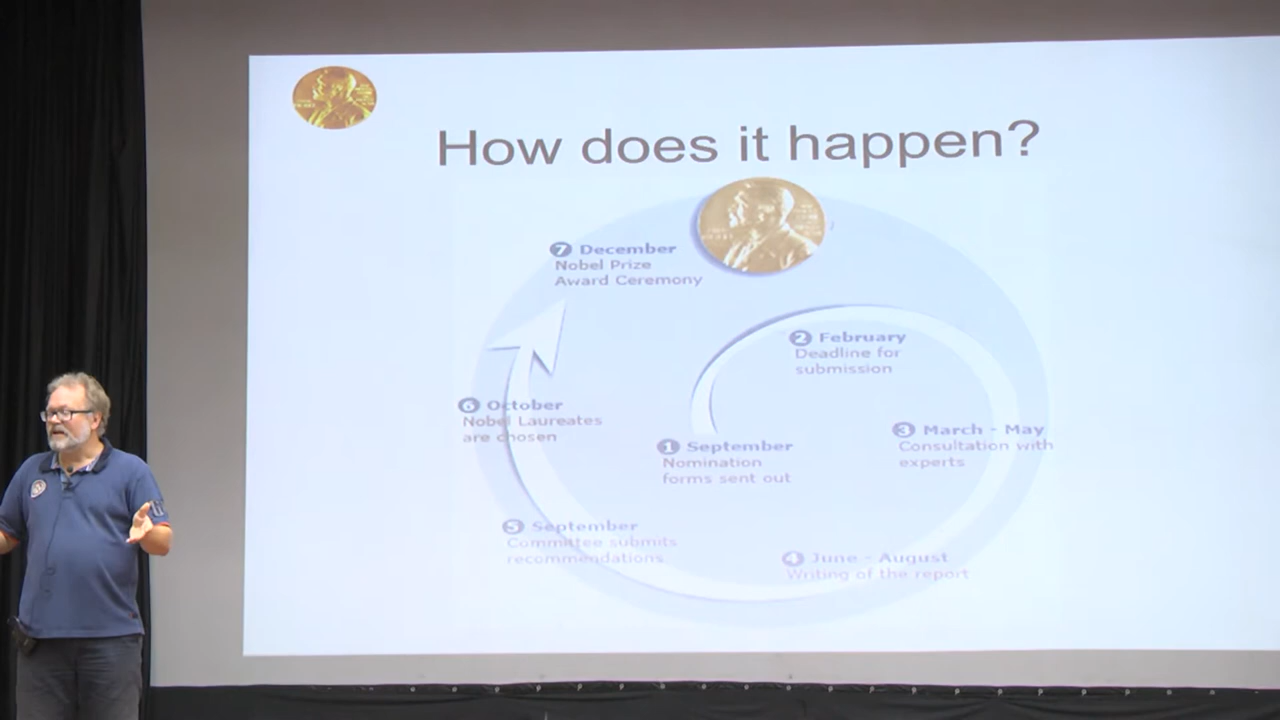 How does it happen?
7 December
Nobel Prize
Award Ceremony
2 February
Deadline for
submission
6 October
Nobel Laureates
are chosen
1 September
Nomination
forms sent out
3 March - May
Consultation with
experts
5 September
Committee submits
recommendations
4 June - August
Writing of the report